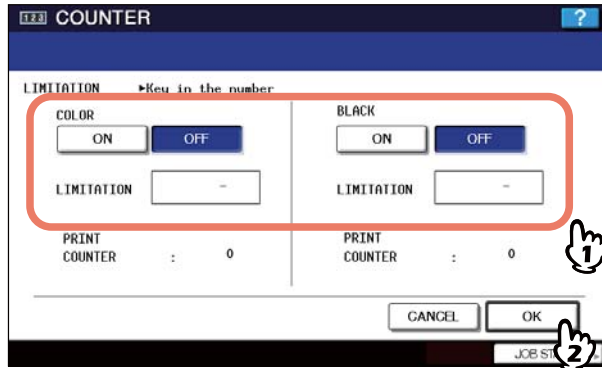 123 COUNTER ?
LIMITATION ►Key in the number
COLOR BLACK
ON OFF ON OFF
LIMITATION - LIMITATION -
PRINT COUNTER : 0 PRINT COUNTER : 0
CANCEL OK
JOB ST
1
2